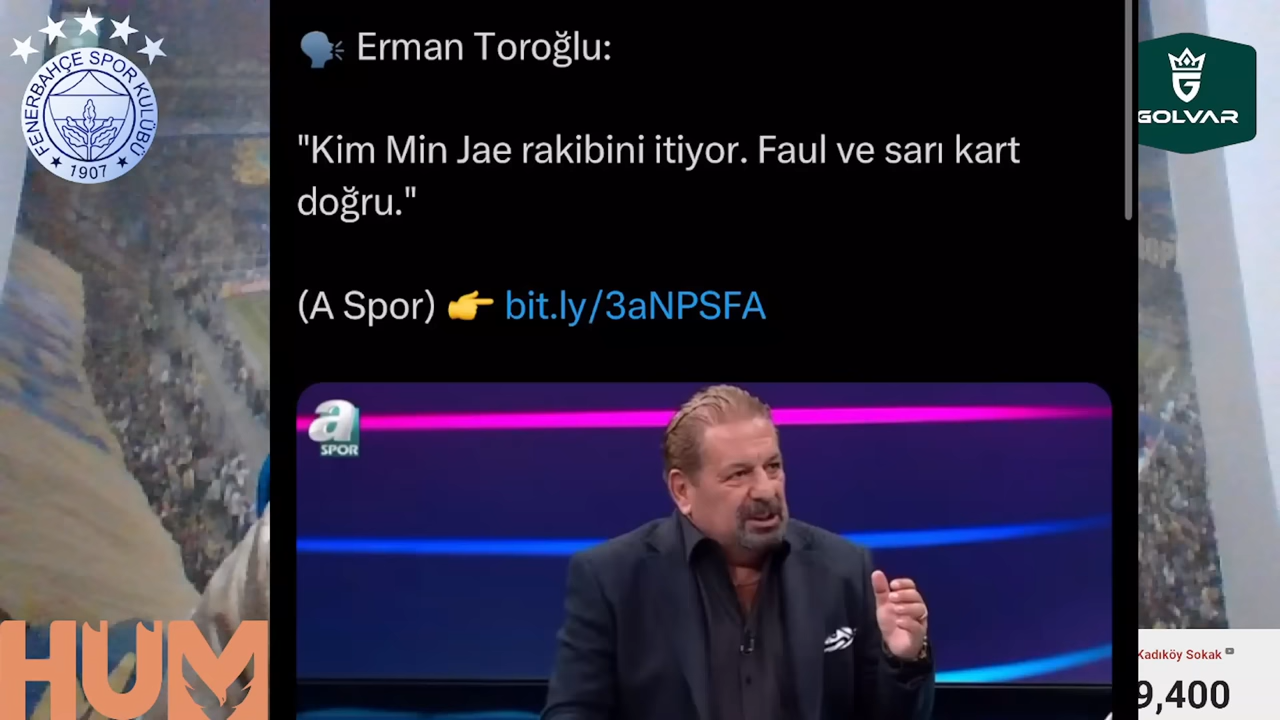 FENERBAHÇE SPOR KULÜBÜ
1907
Erman Toroğlu:
"Kim Min Jae rakibini itiyor. Faul ve sarı kart
doğru."
(A Spor) 👉 bit.ly/3aNPSFA
a
SPOR
G
GOLVAR
HUM
Kadıköy Sokak
9,400